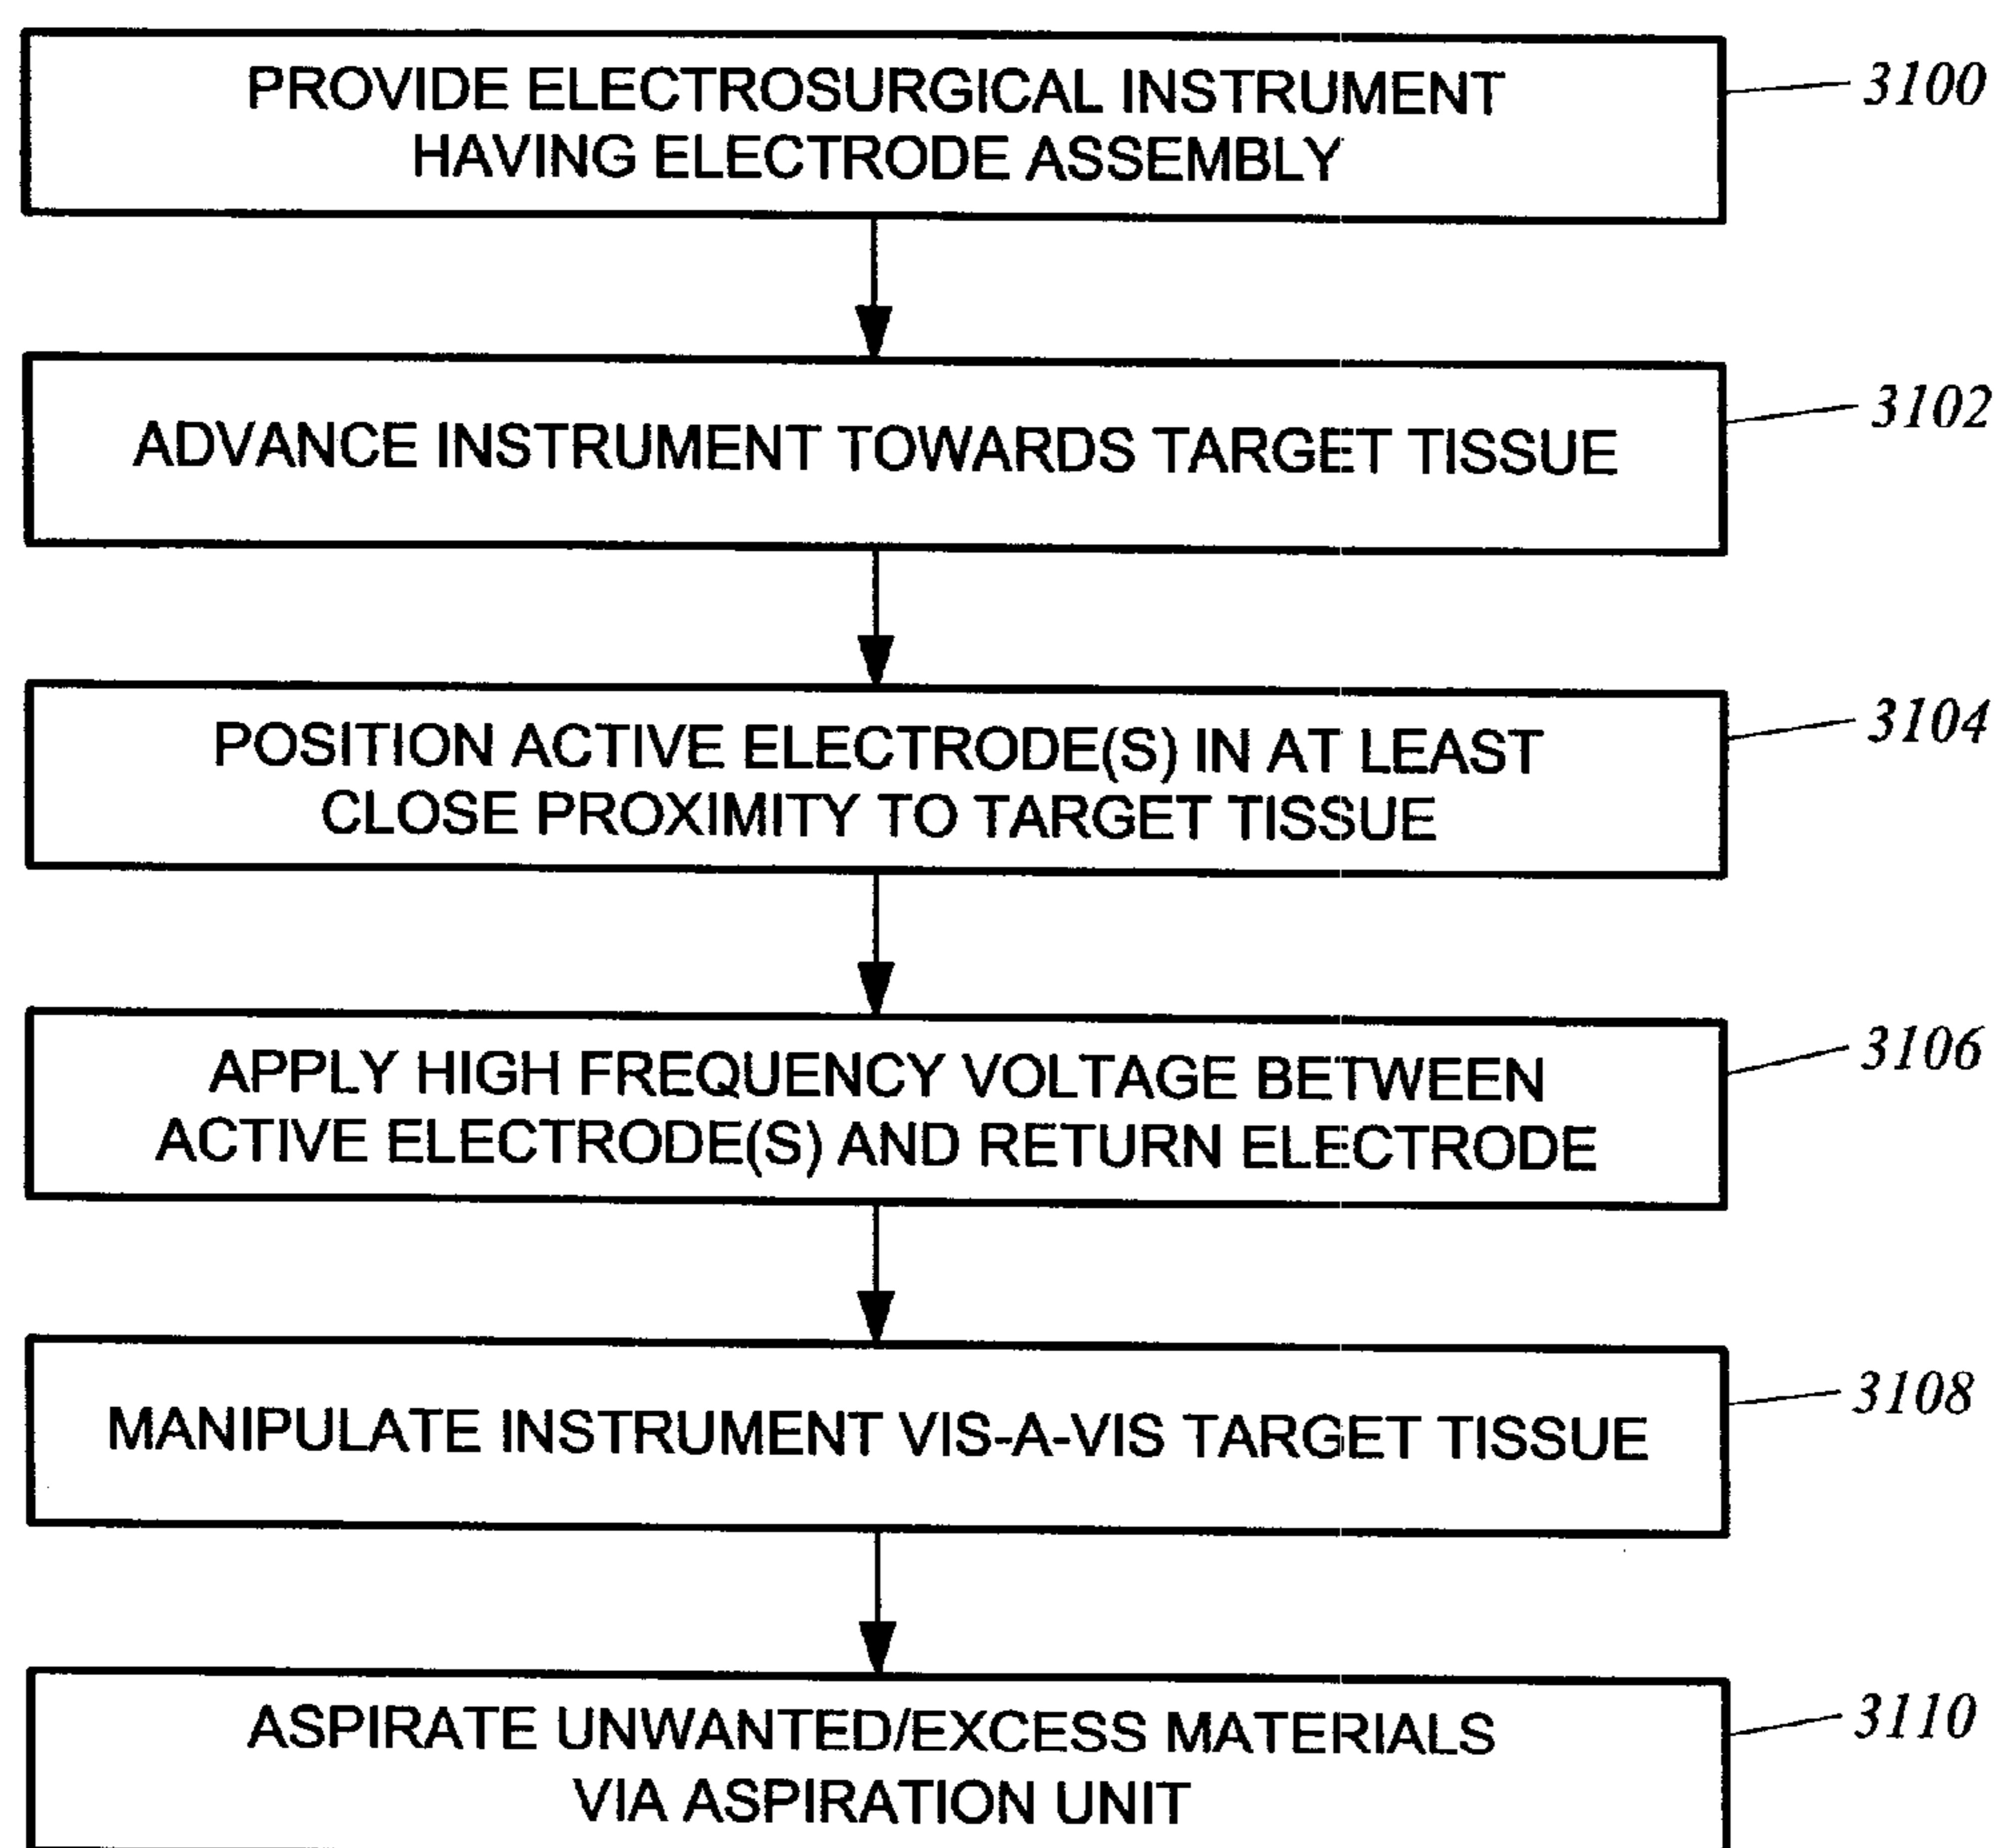 PROVIDE ELECTROSURGICAL INSTRUMENT
HAVING ELECTRODE ASSEMBLY
3100
ADVANCE INSTRUMENT TOWARDS TARGET TISSUE
3102
POSITION ACTIVE ELECTRODE(S) IN AT LEAST
CLOSE PROXIMITY TO TARGET TISSUE
3104
APPLY HIGH FREQUENCY VOLTAGE BETWEEN
ACTIVE ELECTRODE(S) AND RETURN ELECTRODE
3106
MANIPULATE INSTRUMENT VIS-A-VIS TARGET TISSUE
3108
ASPIRATE UNWANTED/EXCESS MATERIALS
VIA ASPIRATION UNIT
3110